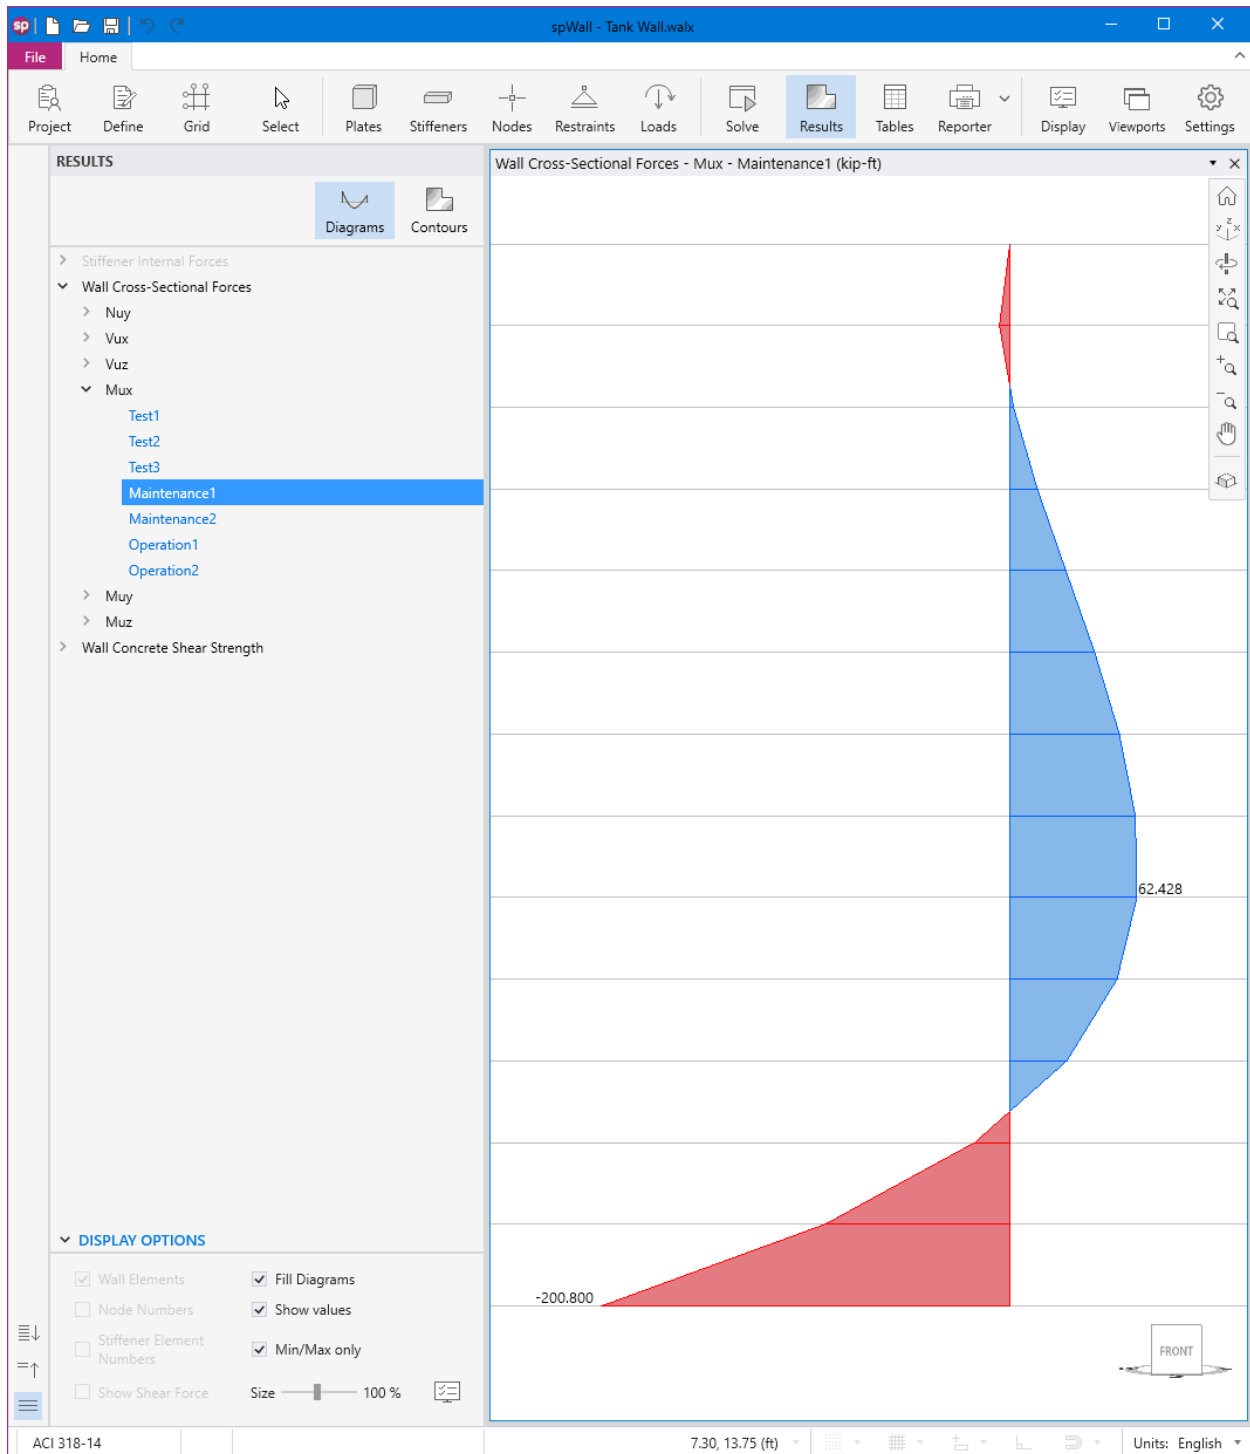 sp
spWall - Tank Wall.walx
File Home
Project Define Grid Select Plates Stiffeners Nodes Restraints Loads Solve Results Tables Reporter Display Viewports Settings
RESULTS
Diagrams Contours
Stiffener Internal Forces
Wall Cross-Sectional Forces
Nuy
Vux
Vuz
Mux
Test1
Test2
Test3
Maintenance1
Maintenance2
Operation1
Operation2
Muy
Muz
Wall Concrete Shear Strength
DISPLAY OPTIONS
Wall Elements Fill Diagrams
Node Numbers Show values
Stiffener Element
Numbers
Min/Max only
Show Shear Force Size 100 %
Wall Cross-Sectional Forces - Mux - Maintenance1 (kip-ft)
y z x
62.428
-200.800
FRONT
ACI 318-14 7.30, 13.75 (ft) Units: English